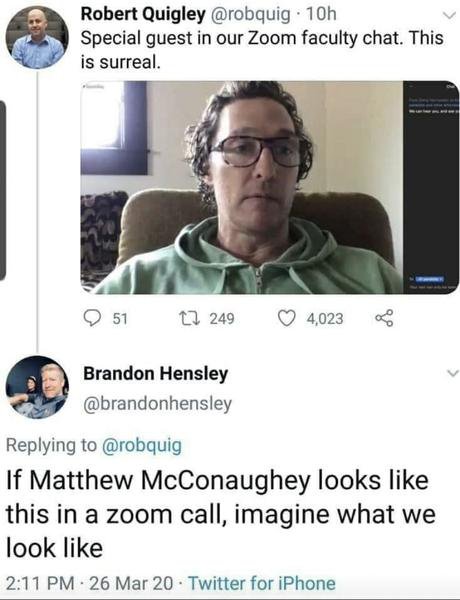 Robert Quigley @robquig · 10h
Special guest in our Zoom faculty chat. This
is surreal.
51 249 4,023
Brandon Hensley
@brandonhensley
Replying to @robquig
If Matthew McConaughey looks like
this in a zoom call, imagine what we
look like
2:11 PM · 26 Mar 20 · Twitter for iPhone